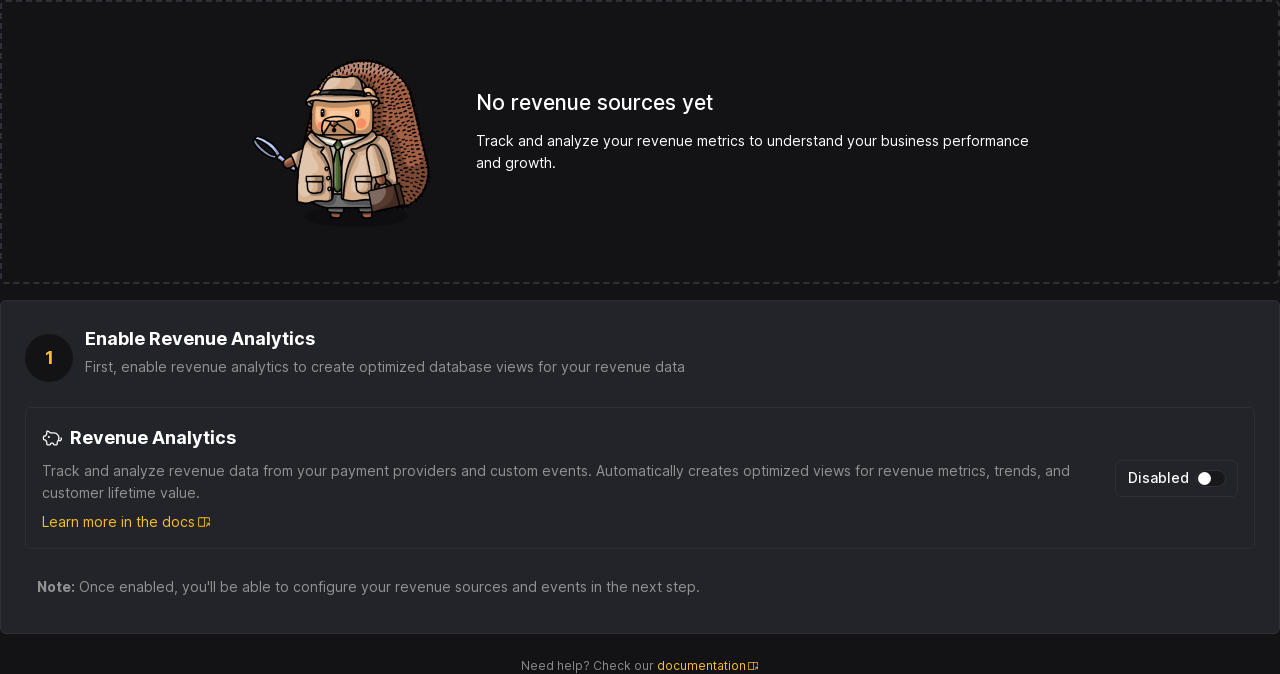 No revenue sources yet
Track and analyze your revenue metrics to understand your business performance
and growth.
1
Enable Revenue Analytics
First, enable revenue analytics to create optimized database views for your revenue data
Revenue Analytics
Track and analyze revenue data from your payment providers and custom events. Automatically creates optimized views for revenue metrics, trends, and
customer lifetime value.
Learn more in the docs
Disabled
Note: Once enabled, you'll be able to configure your revenue sources and events in the next step.
Need help? Check our documentation